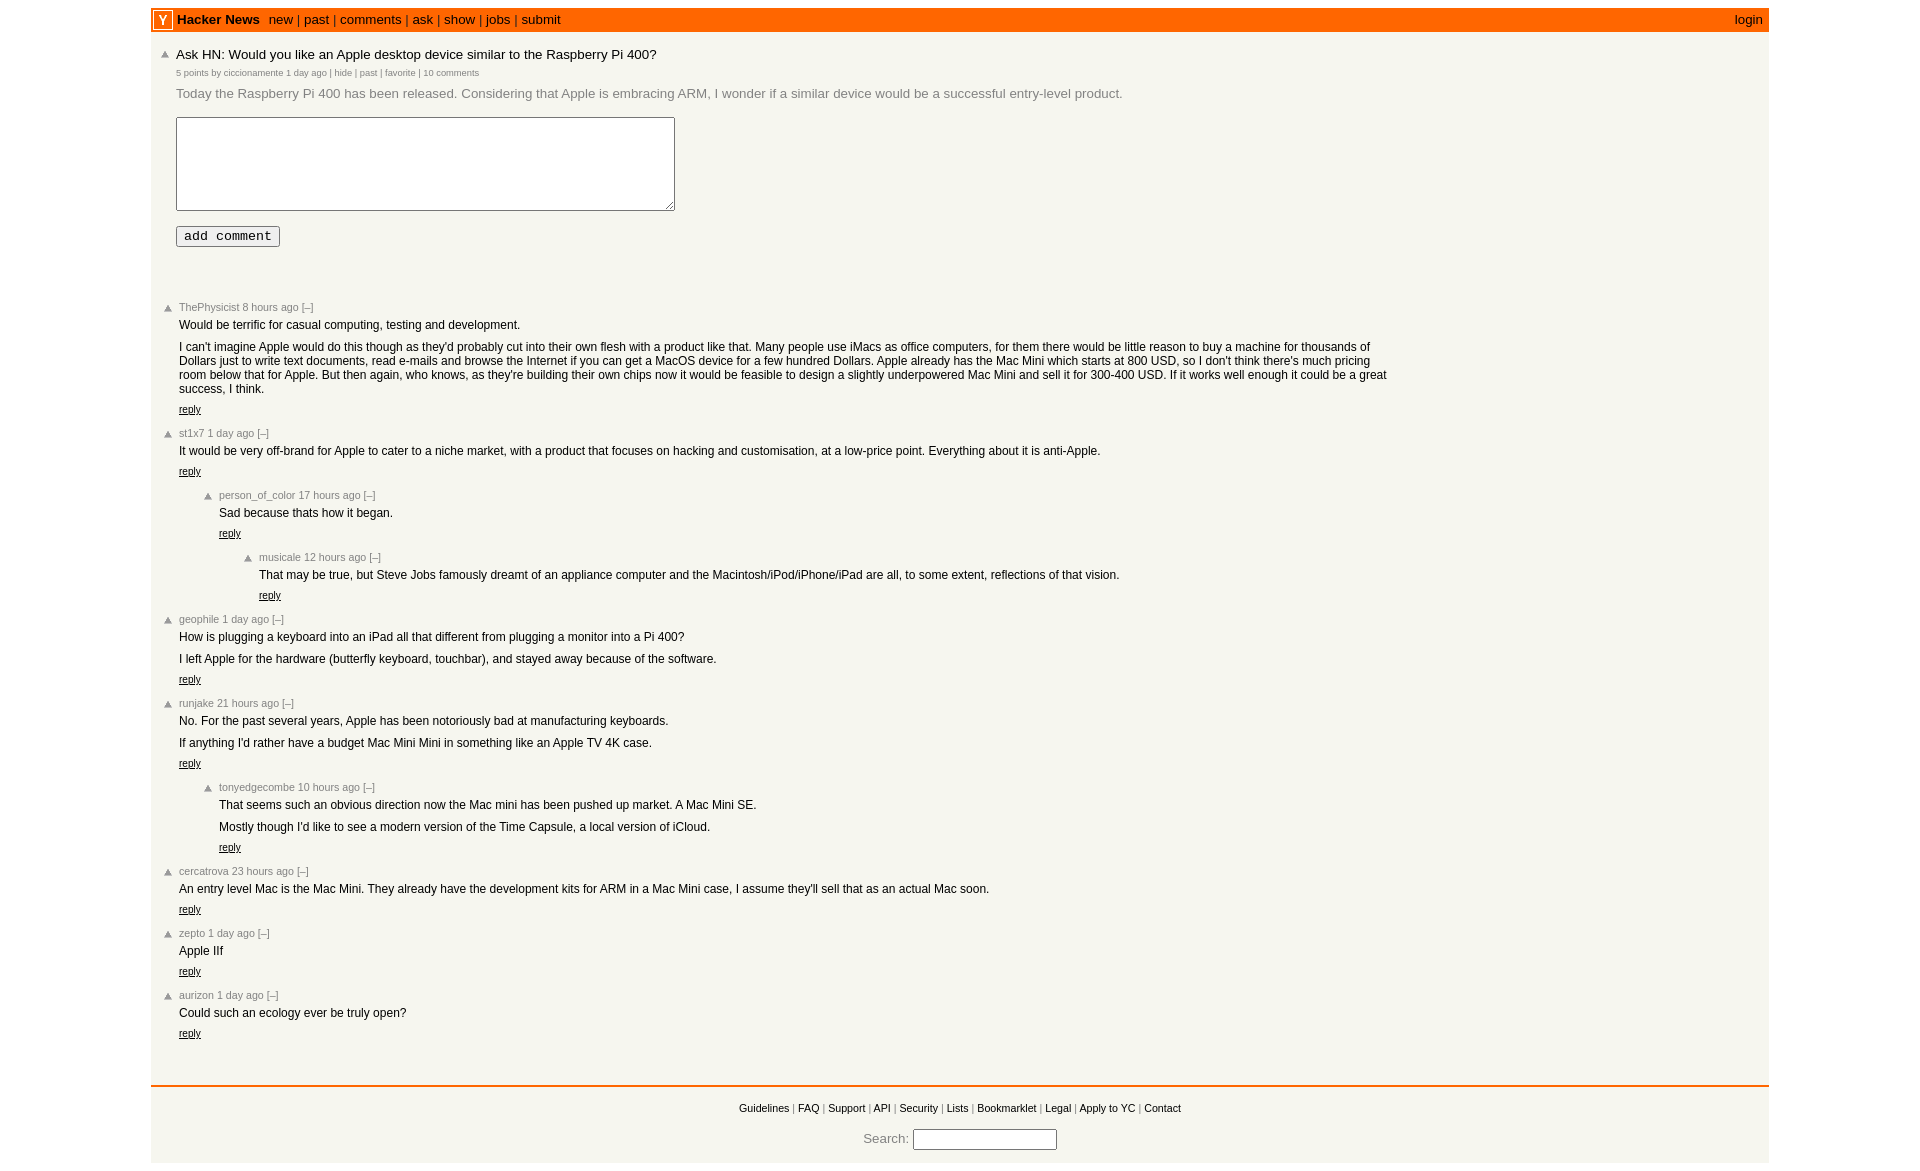 Y Hacker News new | past | comments | ask | show | jobs | submit login
Ask HN: Would you like an Apple desktop device similar to the Raspberry Pi 400?
5 points by ciccionamente 1 day ago | hide | past | favorite | 10 comments
Today the Raspberry Pi 400 has been released. Considering that Apple is embracing ARM, I wonder if a similar device would be a successful entry-level product.
add comment
ThePhysicist 8 hours ago [–]
Would be terrific for casual computing, testing and development.
I can't imagine Apple would do this though as they'd probably cut into their own flesh with a product like that. Many people use iMacs as office computers, for them there would be little reason to buy a machine for thousands of
Dollars just to write text documents, read e-mails and browse the Internet if you can get a MacOS device for a few hundred Dollars. Apple already has the Mac Mini which starts at 800 USD, so I don't think there's much pricing
room below that for Apple. But then again, who knows, as they're building their own chips now it would be feasible to design a slightly underpowered Mac Mini and sell it for 300-400 USD. If it works well enough it could be a great
success, I think.
reply
st1x7 1 day ago [–]
It would be very off-brand for Apple to cater to a niche market, with a product that focuses on hacking and customisation, at a low-price point. Everything about it is anti-Apple.
reply
person_of_color 17 hours ago [–]
Sad because thats how it began.
reply
musicale 12 hours ago [–]
That may be true, but Steve Jobs famously dreamt of an appliance computer and the Macintosh/iPod/iPhone/iPad are all, to some extent, reflections of that vision.
reply
geophile 1 day ago [–]
How is plugging a keyboard into an iPad all that different from plugging a monitor into a Pi 400?
I left Apple for the hardware (butterfly keyboard, touchbar), and stayed away because of the software.
reply
runjake 21 hours ago [–]
No. For the past several years, Apple has been notoriously bad at manufacturing keyboards.
If anything I'd rather have a budget Mac Mini Mini in something like an Apple TV 4K case.
reply
tonyedgecombe 10 hours ago [–]
That seems such an obvious direction now the Mac mini has been pushed up market. A Mac Mini SE.
Mostly though I'd like to see a modern version of the Time Capsule, a local version of iCloud.
reply
cercatrova 23 hours ago [–]
An entry level Mac is the Mac Mini. They already have the development kits for ARM in a Mac Mini case, I assume they'll sell that as an actual Mac soon.
reply
zepto 1 day ago [–]
Apple IIf
reply
aurizon 1 day ago [–]
Could such an ecology ever be truly open?
reply
Guidelines | FAQ | Support | API | Security | Lists | Bookmarklet | Legal | Apply to YC | Contact
Search: